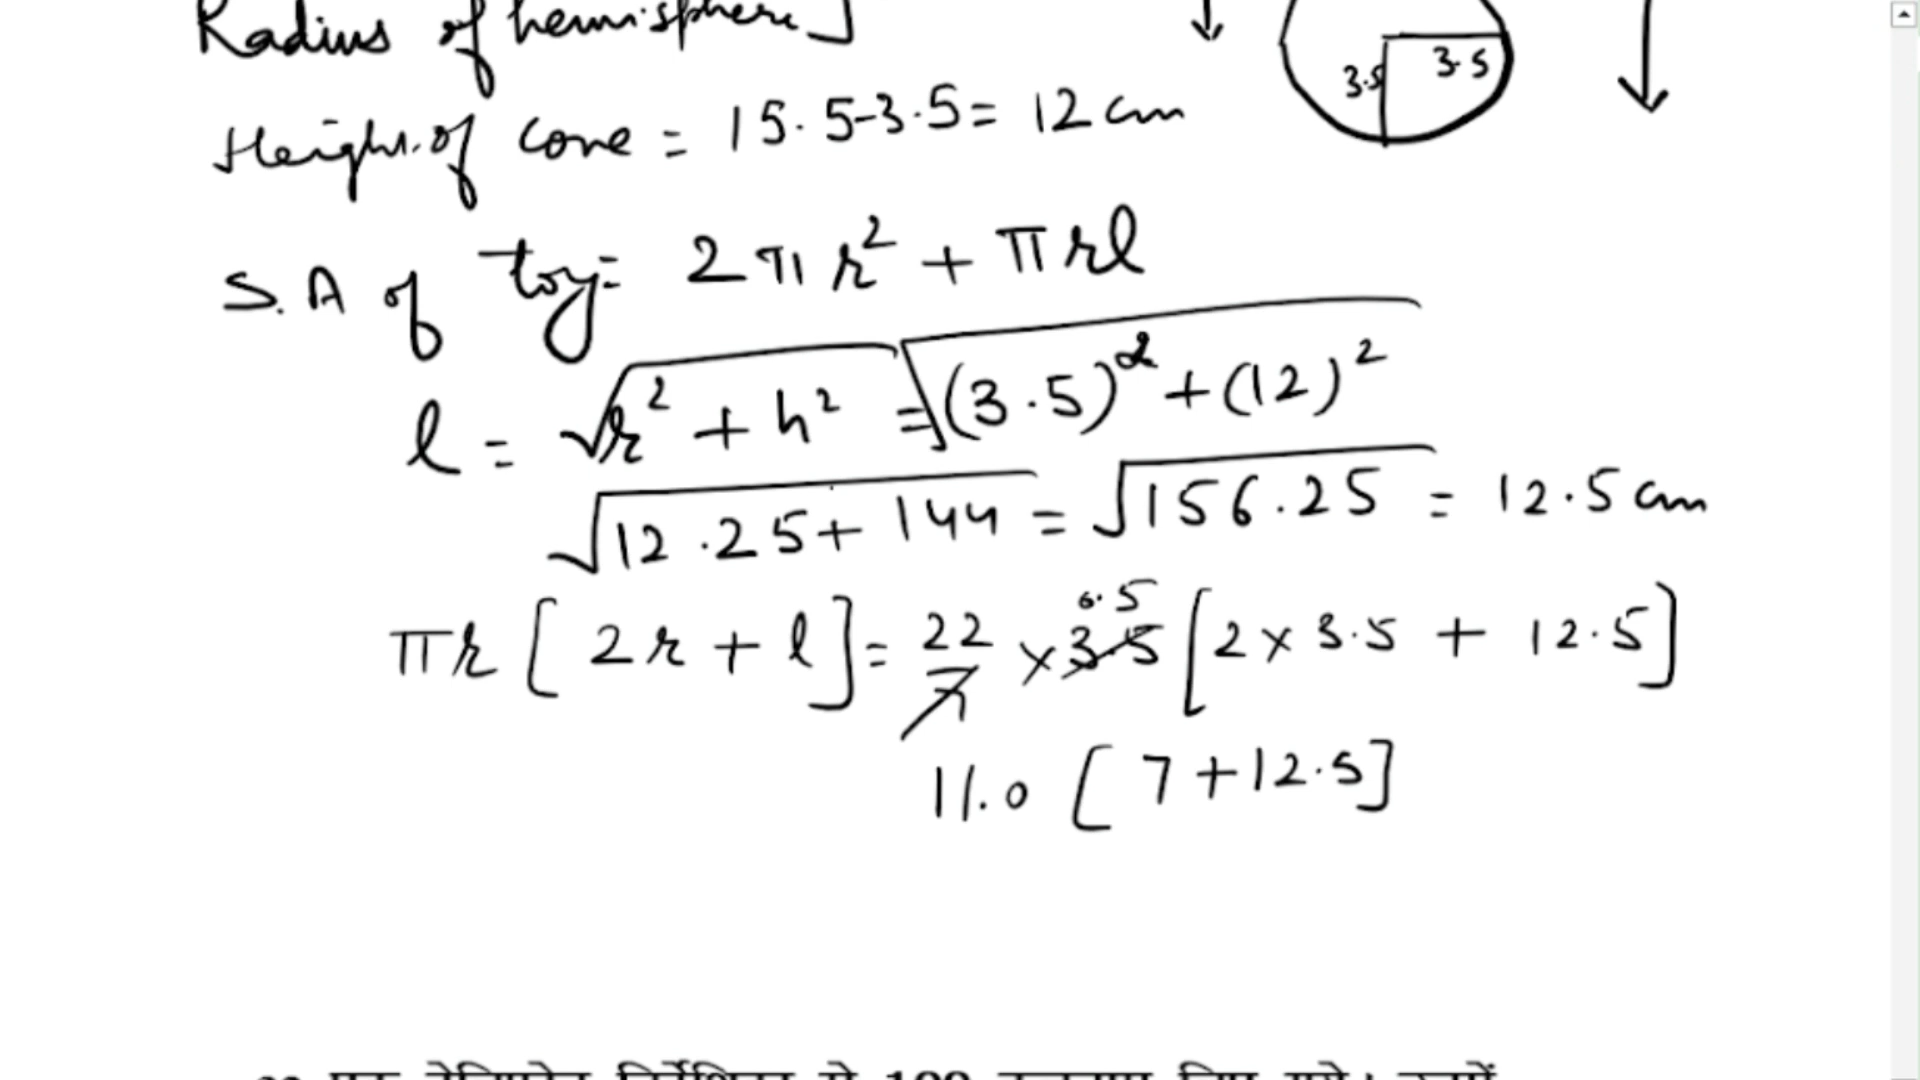 Radius of hemisphere]
Height of cone = 15.5-3.5= 12 cm
3.5 3.5
S.A of toy= 2πr² + πrl
l = √r² + h² = √(3.5)² + (12)²
√12.25+ 144 = √156.25 = 12.5 cm
πr [ 2r + l ]= 22/7 × 3.5 [2 × 3.5 + 12.5]
0.5
11.0 [ 7+12.5]
100